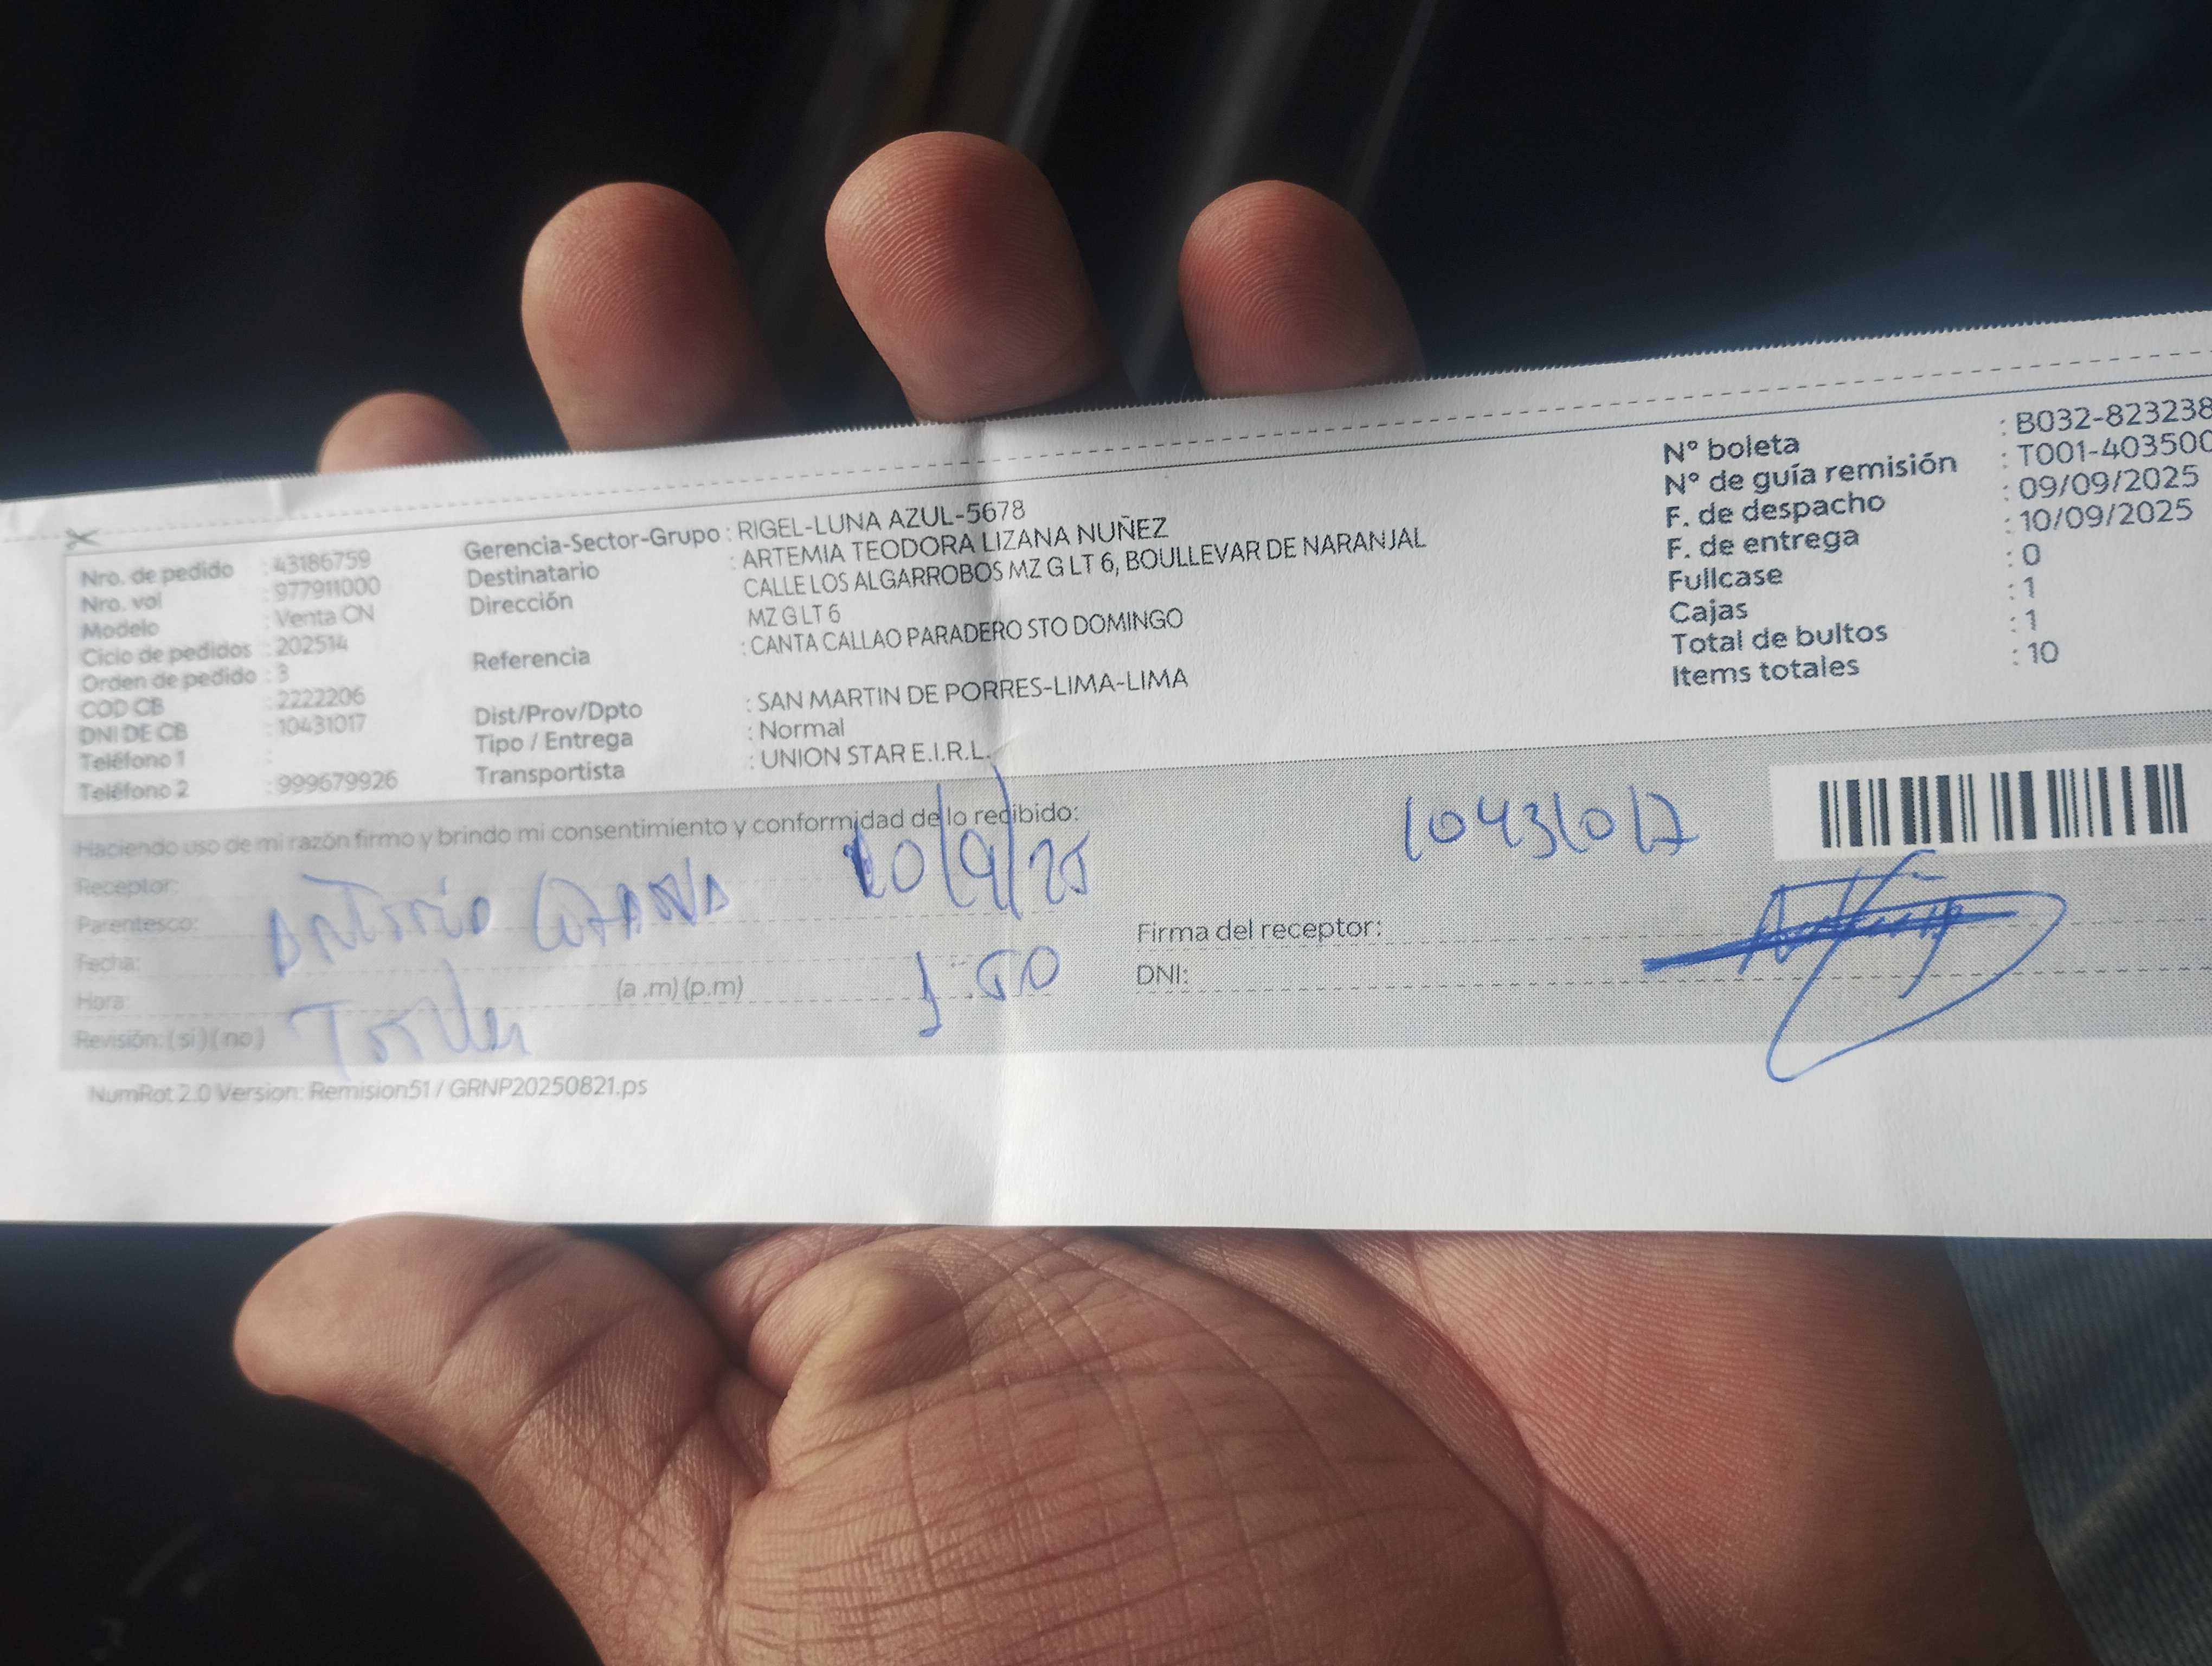 Nro. de pedido : 43186759
Nro. vol : 977911000
Modelo : Venta CN
Ciclo de pedidos : 202514
Orden de pedido : 3
COD CB : 2222206
DNI DE CB : 10431017
Teléfono 1 :
Teléfono 2 : 999679926
Gerencia-Sector-Grupo : RIGEL-LUNA AZUL-5678
Destinatario : ARTEMIA TEODORA LIZANA NUÑEZ
Dirección CALLE LOS ALGARROBOS MZ G LT 6, BOULLEVAR DE NARANJAL
MZ G LT 6
Referencia : CANTA CALLAO PARADERO STO DOMINGO
Dist/Prov/Dpto : SAN MARTIN DE PORRES-LIMA-LIMA
Tipo / Entrega : Normal
Transportista : UNION STAR E.I.R.L.
N° boleta : B032-823238
N° de guía remisión : T001-403500
F. de despacho : 09/09/2025
F. de entrega : 10/09/2025
Fullcase : 0
Cajas : 1
Total de bultos : 1
Items totales : 10
Haciendo uso de mi razón firmo y brindo mi consentimiento y conformidad de lo recibido:
Receptor:
Parentesco:
Fecha:
Hora: (a .m) (p.m)
Revisión: ( si ) ( no )
Antonio Lizana
10/9/25
1:50
10431017
Firma del receptor:
DNI:
NumRot 2.0 Version: Remision51 / GRNP20250821.ps